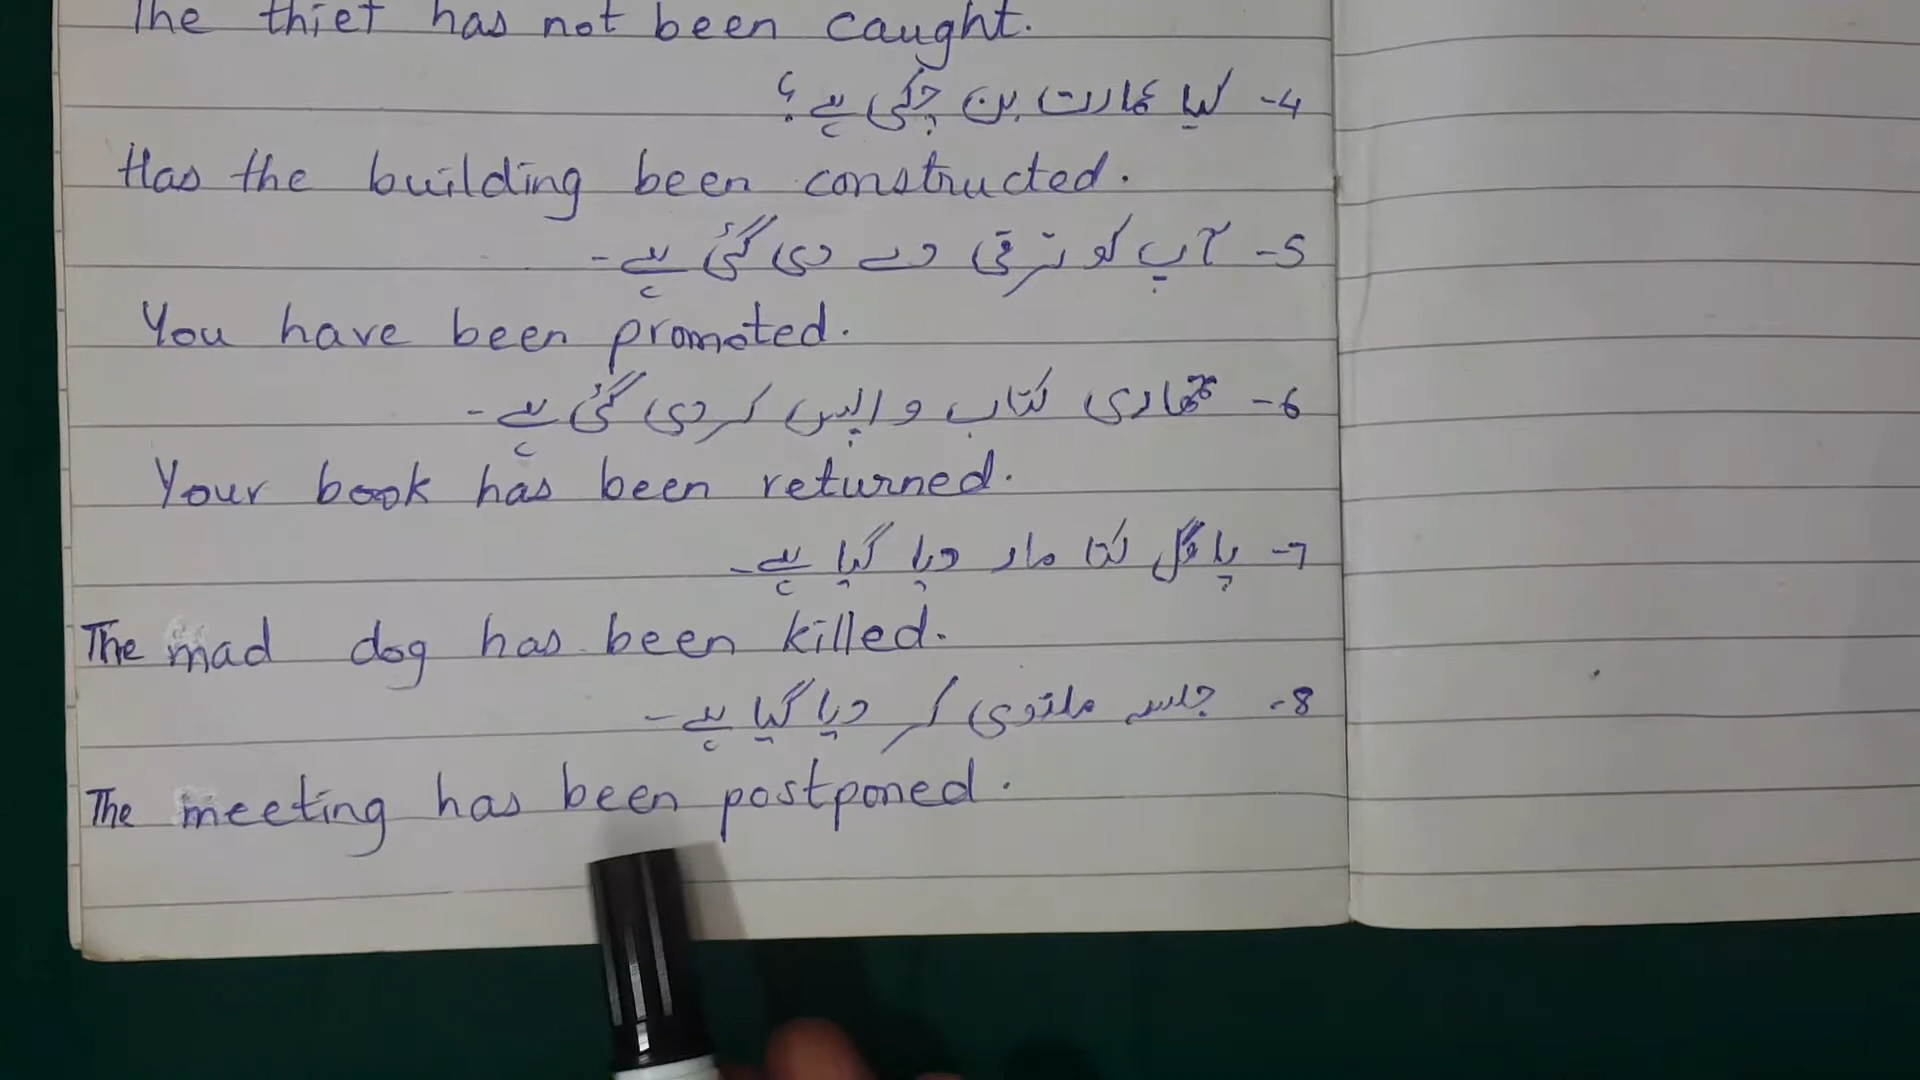 The thief has not been caught.
4- کیا عمارت بن چکی ہے؟
Has the building been constructed.
5- آپ کو ترقی دے دی گئی ہے۔
You have been promoted.
6- تمھاری کتاب واپس کر دی گئی ہے۔
Your book has been returned.
7- پاگل کتا مار دیا گیا ہے۔
The mad dog has been killed.
8- جلسہ ملتوی کر دیا گیا ہے۔
The meeting has been postponed.